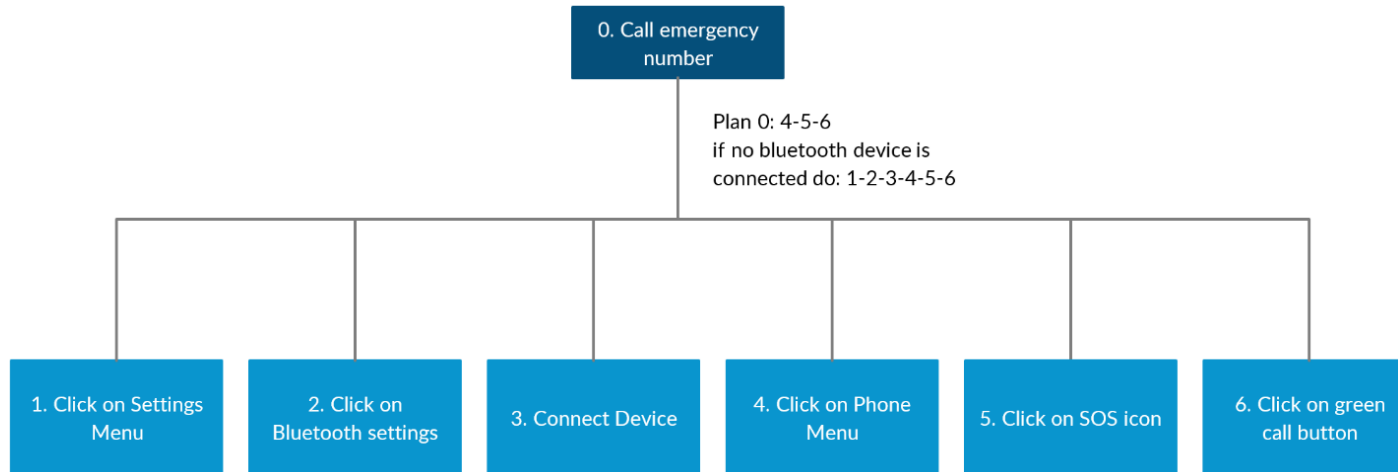 0. Call emergency
number
Plan 0: 4-5-6
if no bluetooth device is
connected do: 1-2-3-4-5-6
1. Click on Settings
Menu
2. Click on
Bluetooth settings
3. Connect Device
4. Click on Phone
Menu
5. Click on SOS icon
6. Click on green
call button